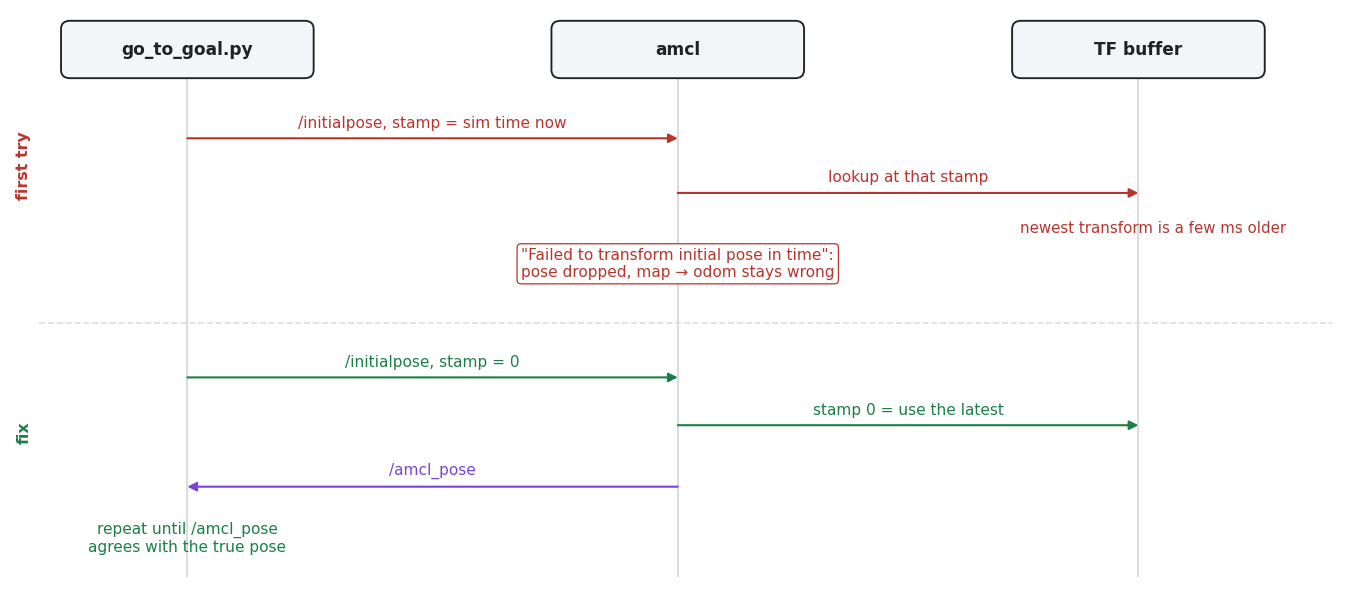 go_to_goal.py
amcl
TF buffer
first try
/initialpose, stamp = sim time now
lookup at that stamp
newest transform is a few ms older
"Failed to transform initial pose in time":
pose dropped, map → odom stays wrong
fix
/initialpose, stamp = 0
stamp 0 = use the latest
/amcl_pose
repeat until /amcl_pose
agrees with the true pose